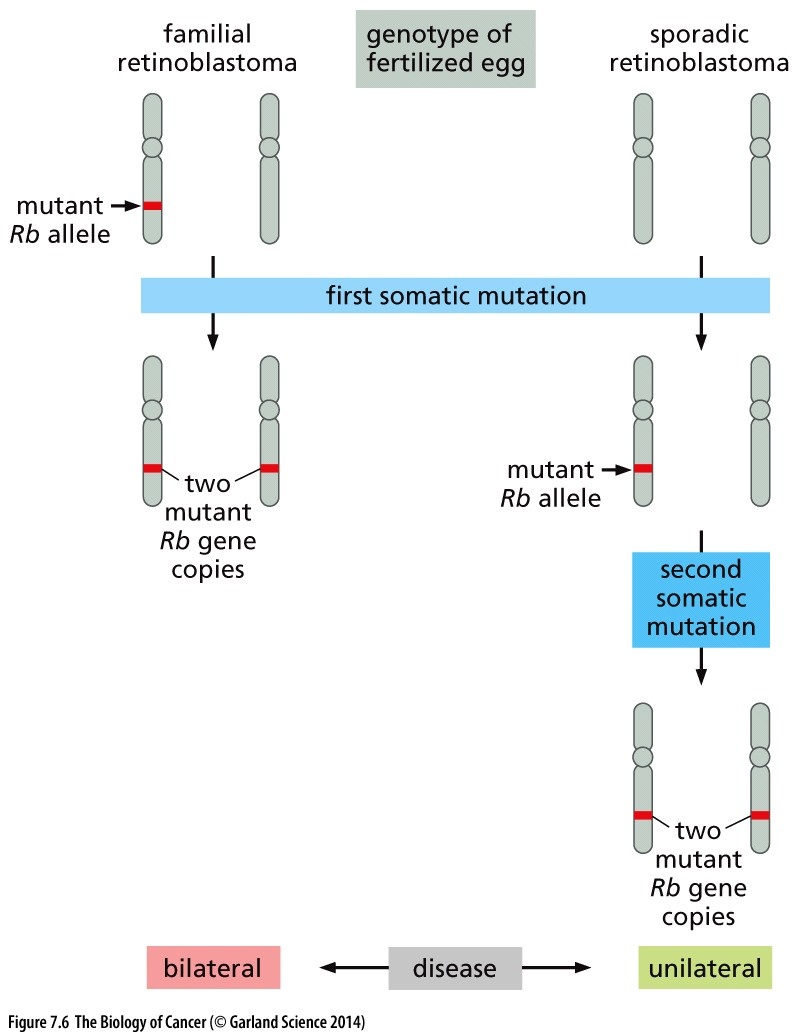 familial
retinoblastoma
genotype of
fertilized egg
sporadic
retinoblastoma
mutant
Rb allele
first somatic mutation
two
mutant
Rb gene
copies
mutant
Rb allele
second
somatic
mutation
two
mutant
Rb gene
copies
bilateral
disease
unilateral
Figure 7.6 The Biology of Cancer (© Garland Science 2014)